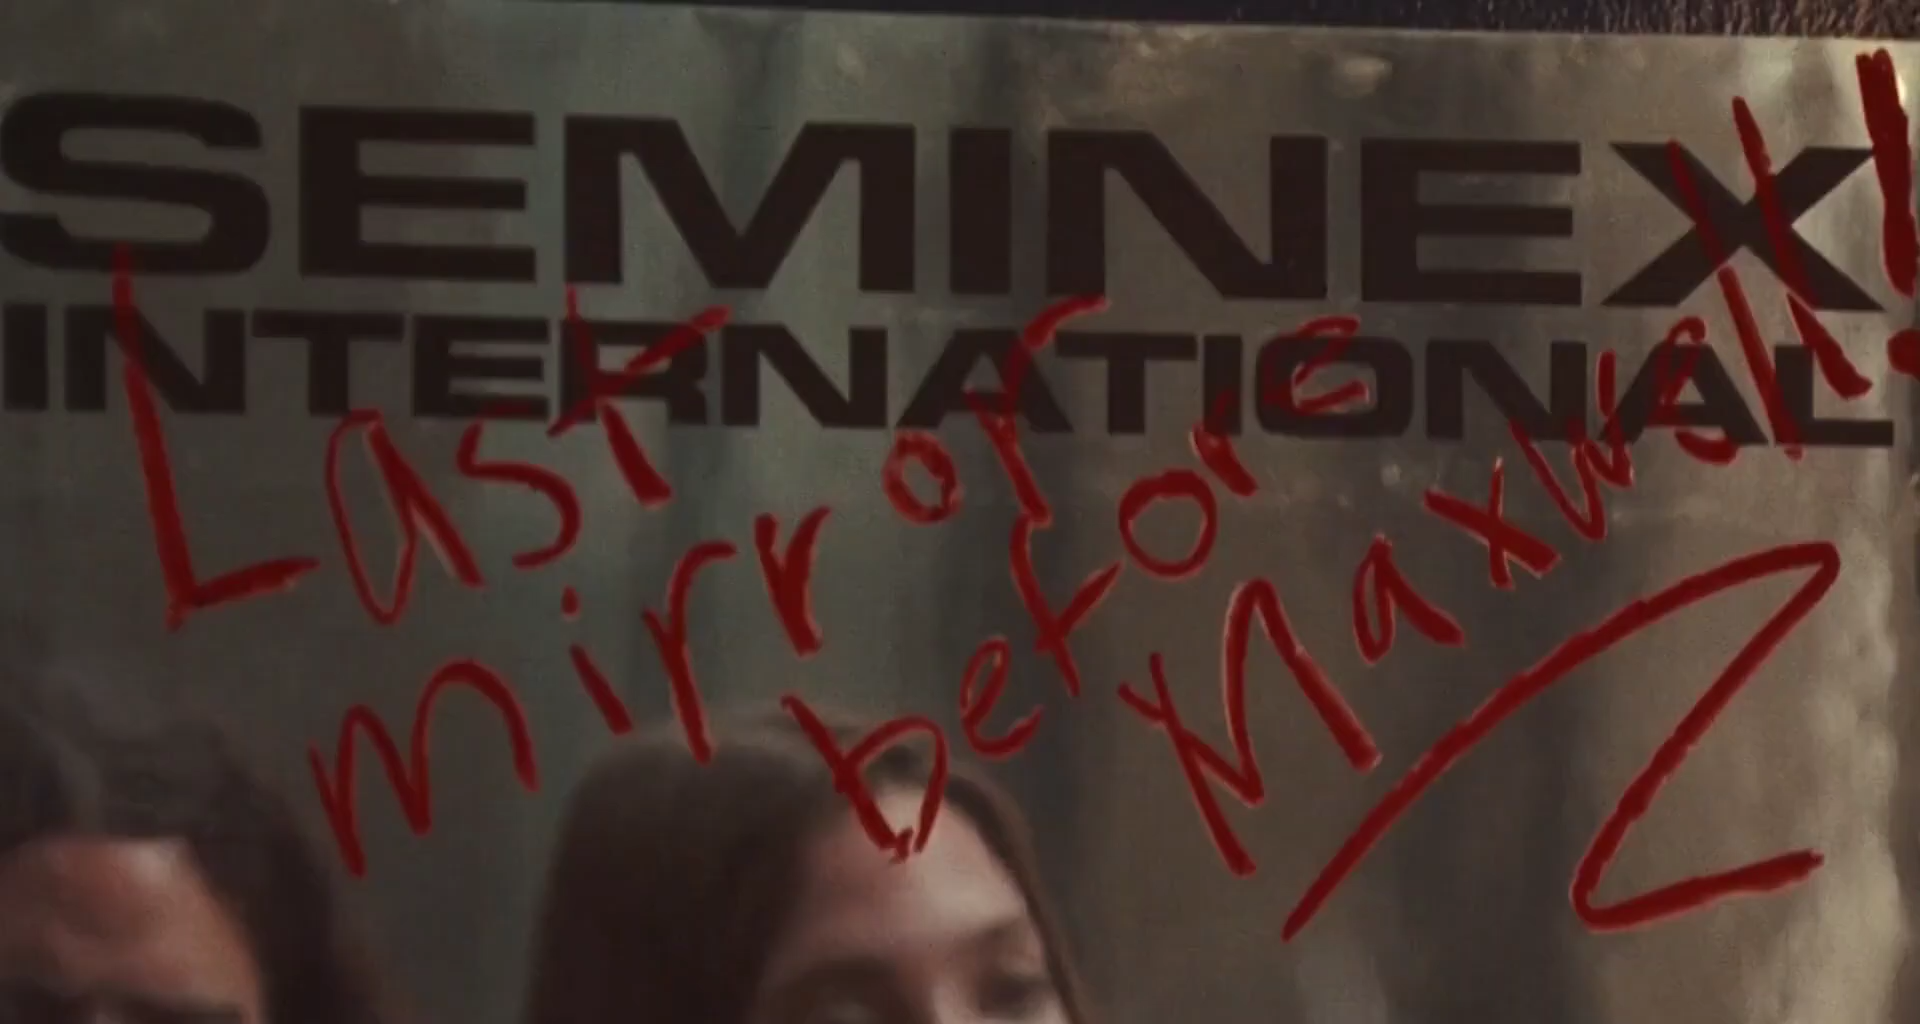 SEMINEX
INTERNATIONAL
Last
mirror
before
Maxwell!